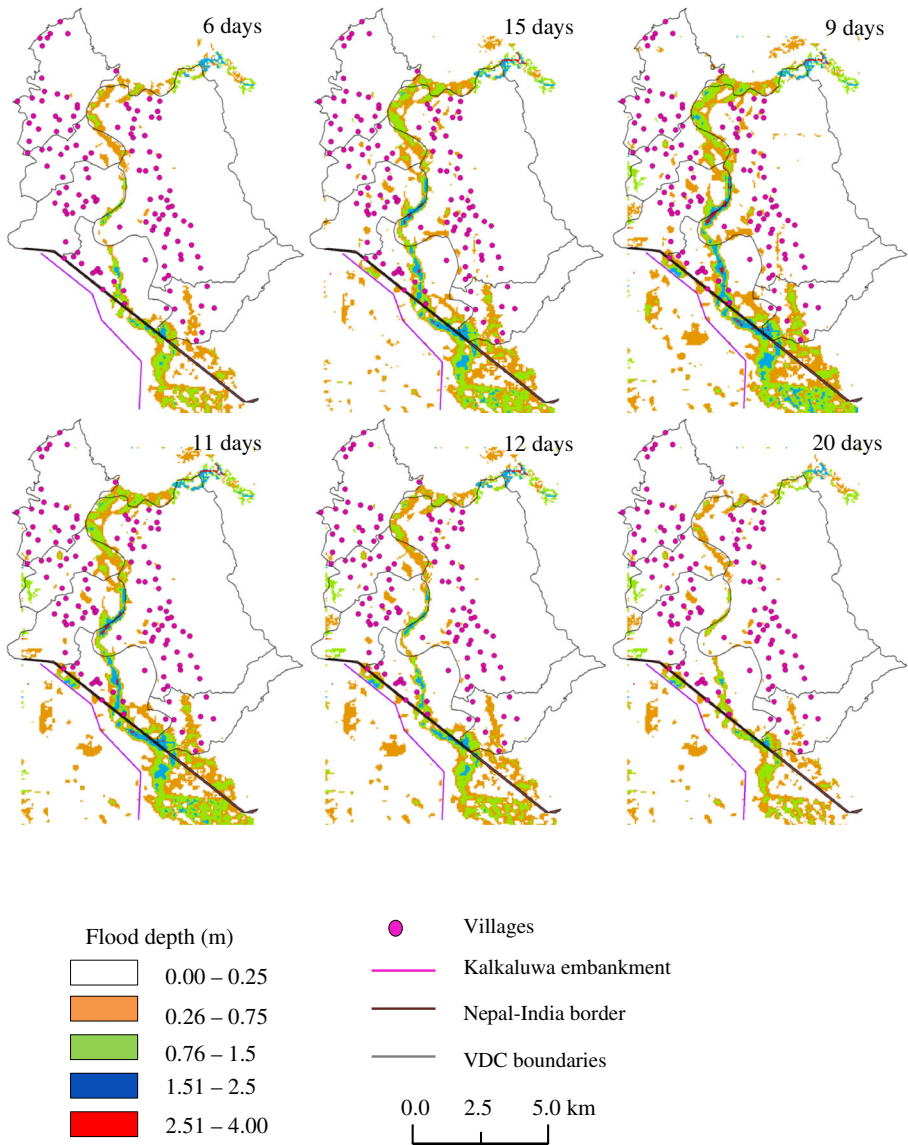 6 days
15 days
9 days
11 days
12 days
20 days
Flood depth (m)
0.00 – 0.25
0.26 – 0.75
0.76 – 1.5
1.51 – 2.5
2.51 – 4.00
Villages
Kalkaluwa embankment
Nepal-India border
VDC boundaries
0.0 2.5 5.0 km